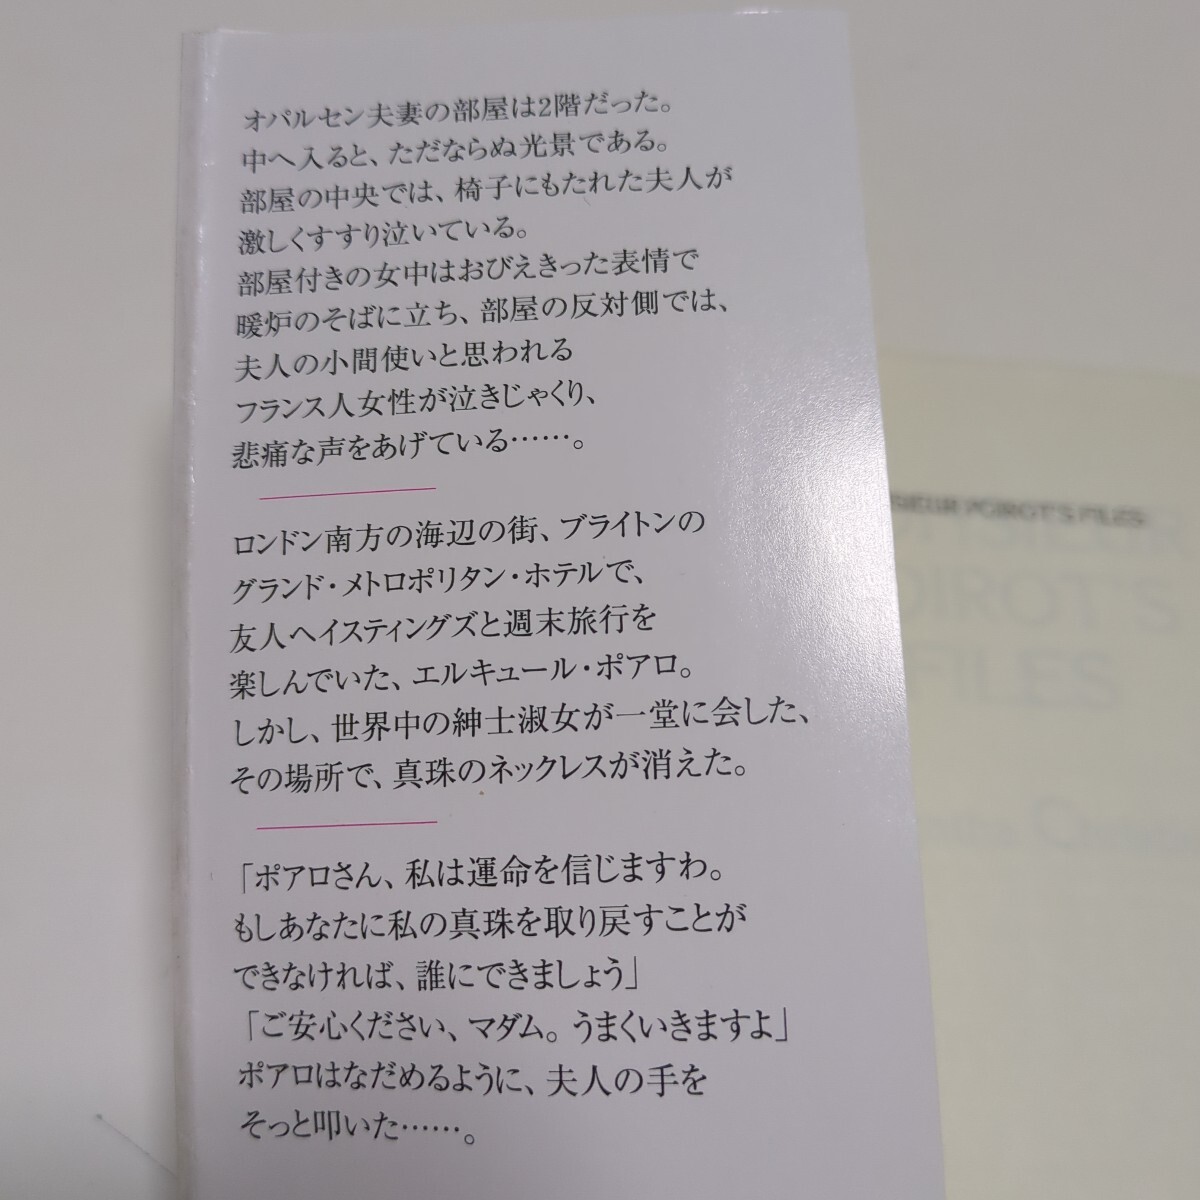 オパルセン夫妻の部屋は2階だった。
中へ入ると、ただならぬ光景である。
部屋の中央では、椅子にもたれた夫人が
激しくすすり泣いている。
部屋付きの女中はおびえきった表情で
暖炉のそばに立ち、部屋の反対側では、
夫人の小間使いと思われる
フランス人女性が泣きじゃくり、
悲痛な声をあげている……。
ロンドン南方の海辺の街、ブライトンの
グランド・メトロポリタン・ホテルで、
友人ヘイスティングズと週末旅行を
楽しんでいた、エルキュール・ポアロ。
しかし、世界中の紳士淑女が一堂に会した、
その場所で、真珠のネックレスが消えた。
「ポアロさん、私は運命を信じますわ。
もしあなたに私の真珠を取り戻すことが
できなければ、誰にできましょう」
「ご安心ください、マダム。うまくいきますよ」
ポアロはなだめるように、夫人の手を
そっと叩いた……。
POIROT'S FILES